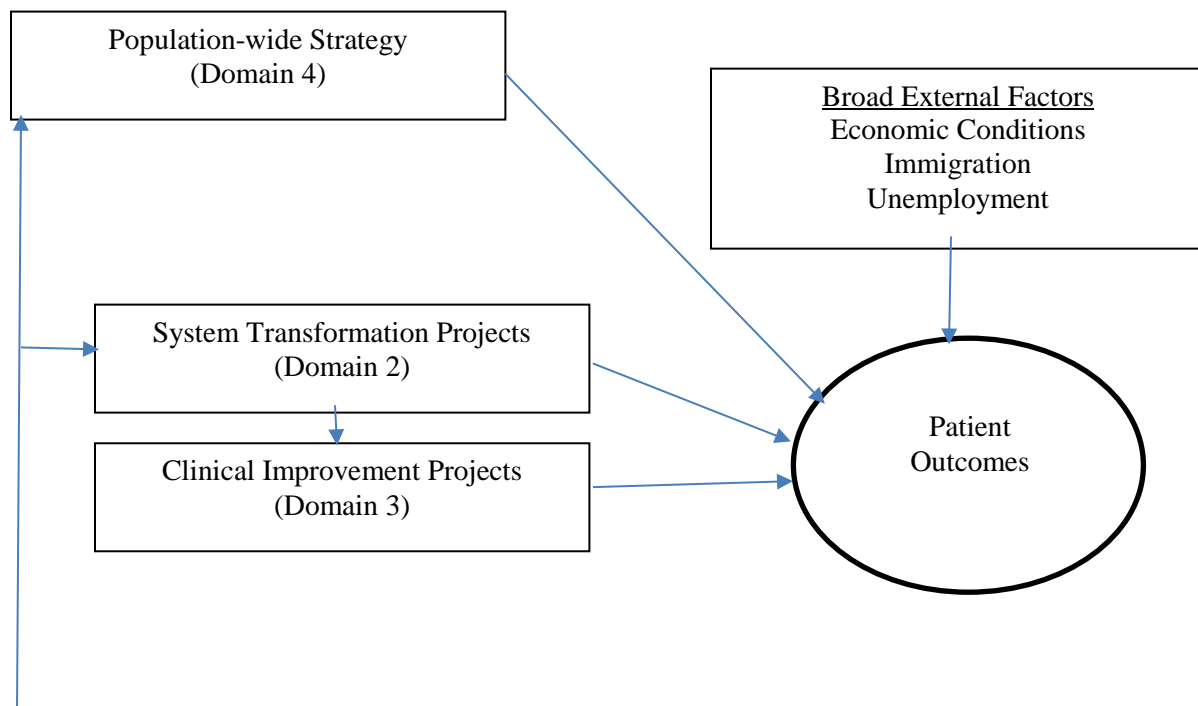 Population-wide Strategy
(Domain 4)
Broad External Factors
Economic Conditions
Immigration
Unemployment
System Transformation Projects
(Domain 2)
Clinical Improvement Projects
(Domain 3)
Patient
Outcomes